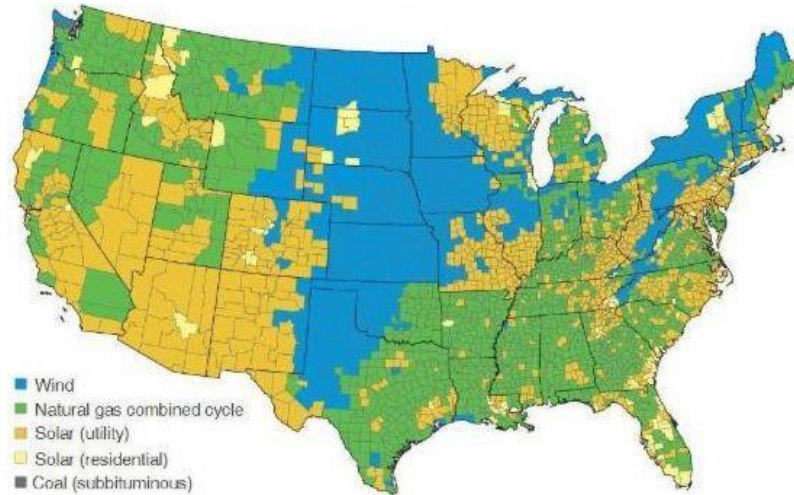 Wind
Natural gas combined cycle
Solar (utility)
Solar (residential)
Coal (subbituminous)